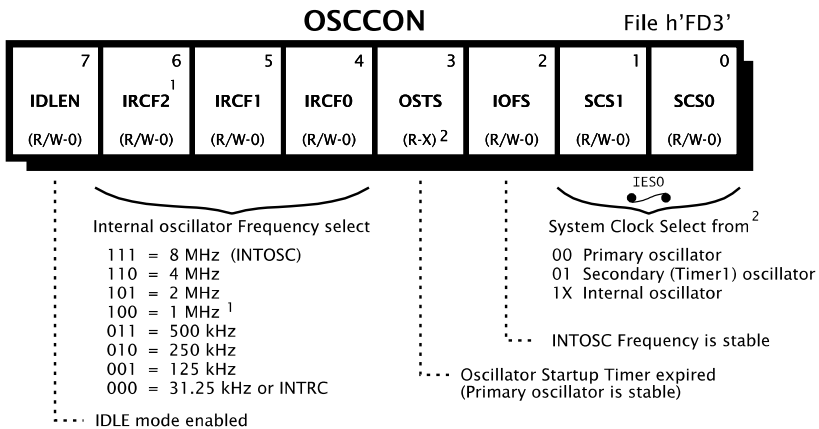 OSCCON File h'FD3'
7 6 5 4 3 2 1 0
IDLEN IRCF2 1 IRCF1 IRCF0 OSTS IOFS SCS1 SCS0
(R/W-0) (R/W-0) (R/W-0) (R/W-0) (R-X) 2 (R/W-0) (R/W-0) (R/W-0)
IESO
Internal oscillator Frequency select
111 = 8 MHz (INTOSC)
110 = 4 MHz
101 = 2 MHz
100 = 1 MHz 1
011 = 500 kHz
010 = 250 kHz
001 = 125 kHz
000 = 31.25 kHz or INTRC
System Clock Select from 2
00 Primary oscillator
01 Secondary (Timer1) oscillator
1X Internal oscillator
INTOSC Frequency is stable
Oscillator Startup Timer expired
(Primary oscillator is stable)
IDLE mode enabled